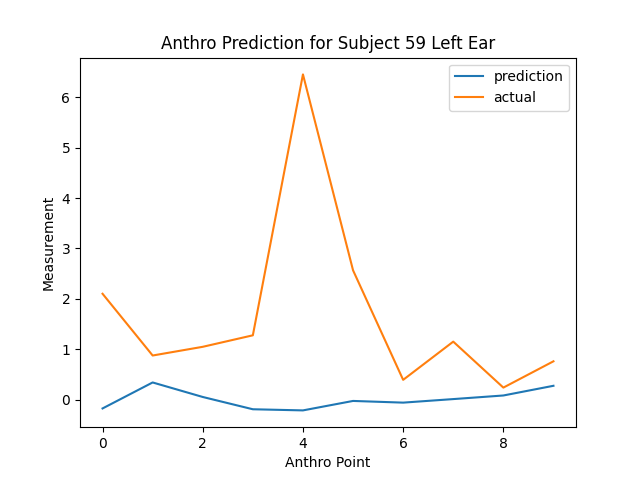 Anthro Prediction for Subject 59 Left Ear
prediction
actual
Measurement
6
5
4
3
2
1
0
0 2 4 6 8
Anthro Point